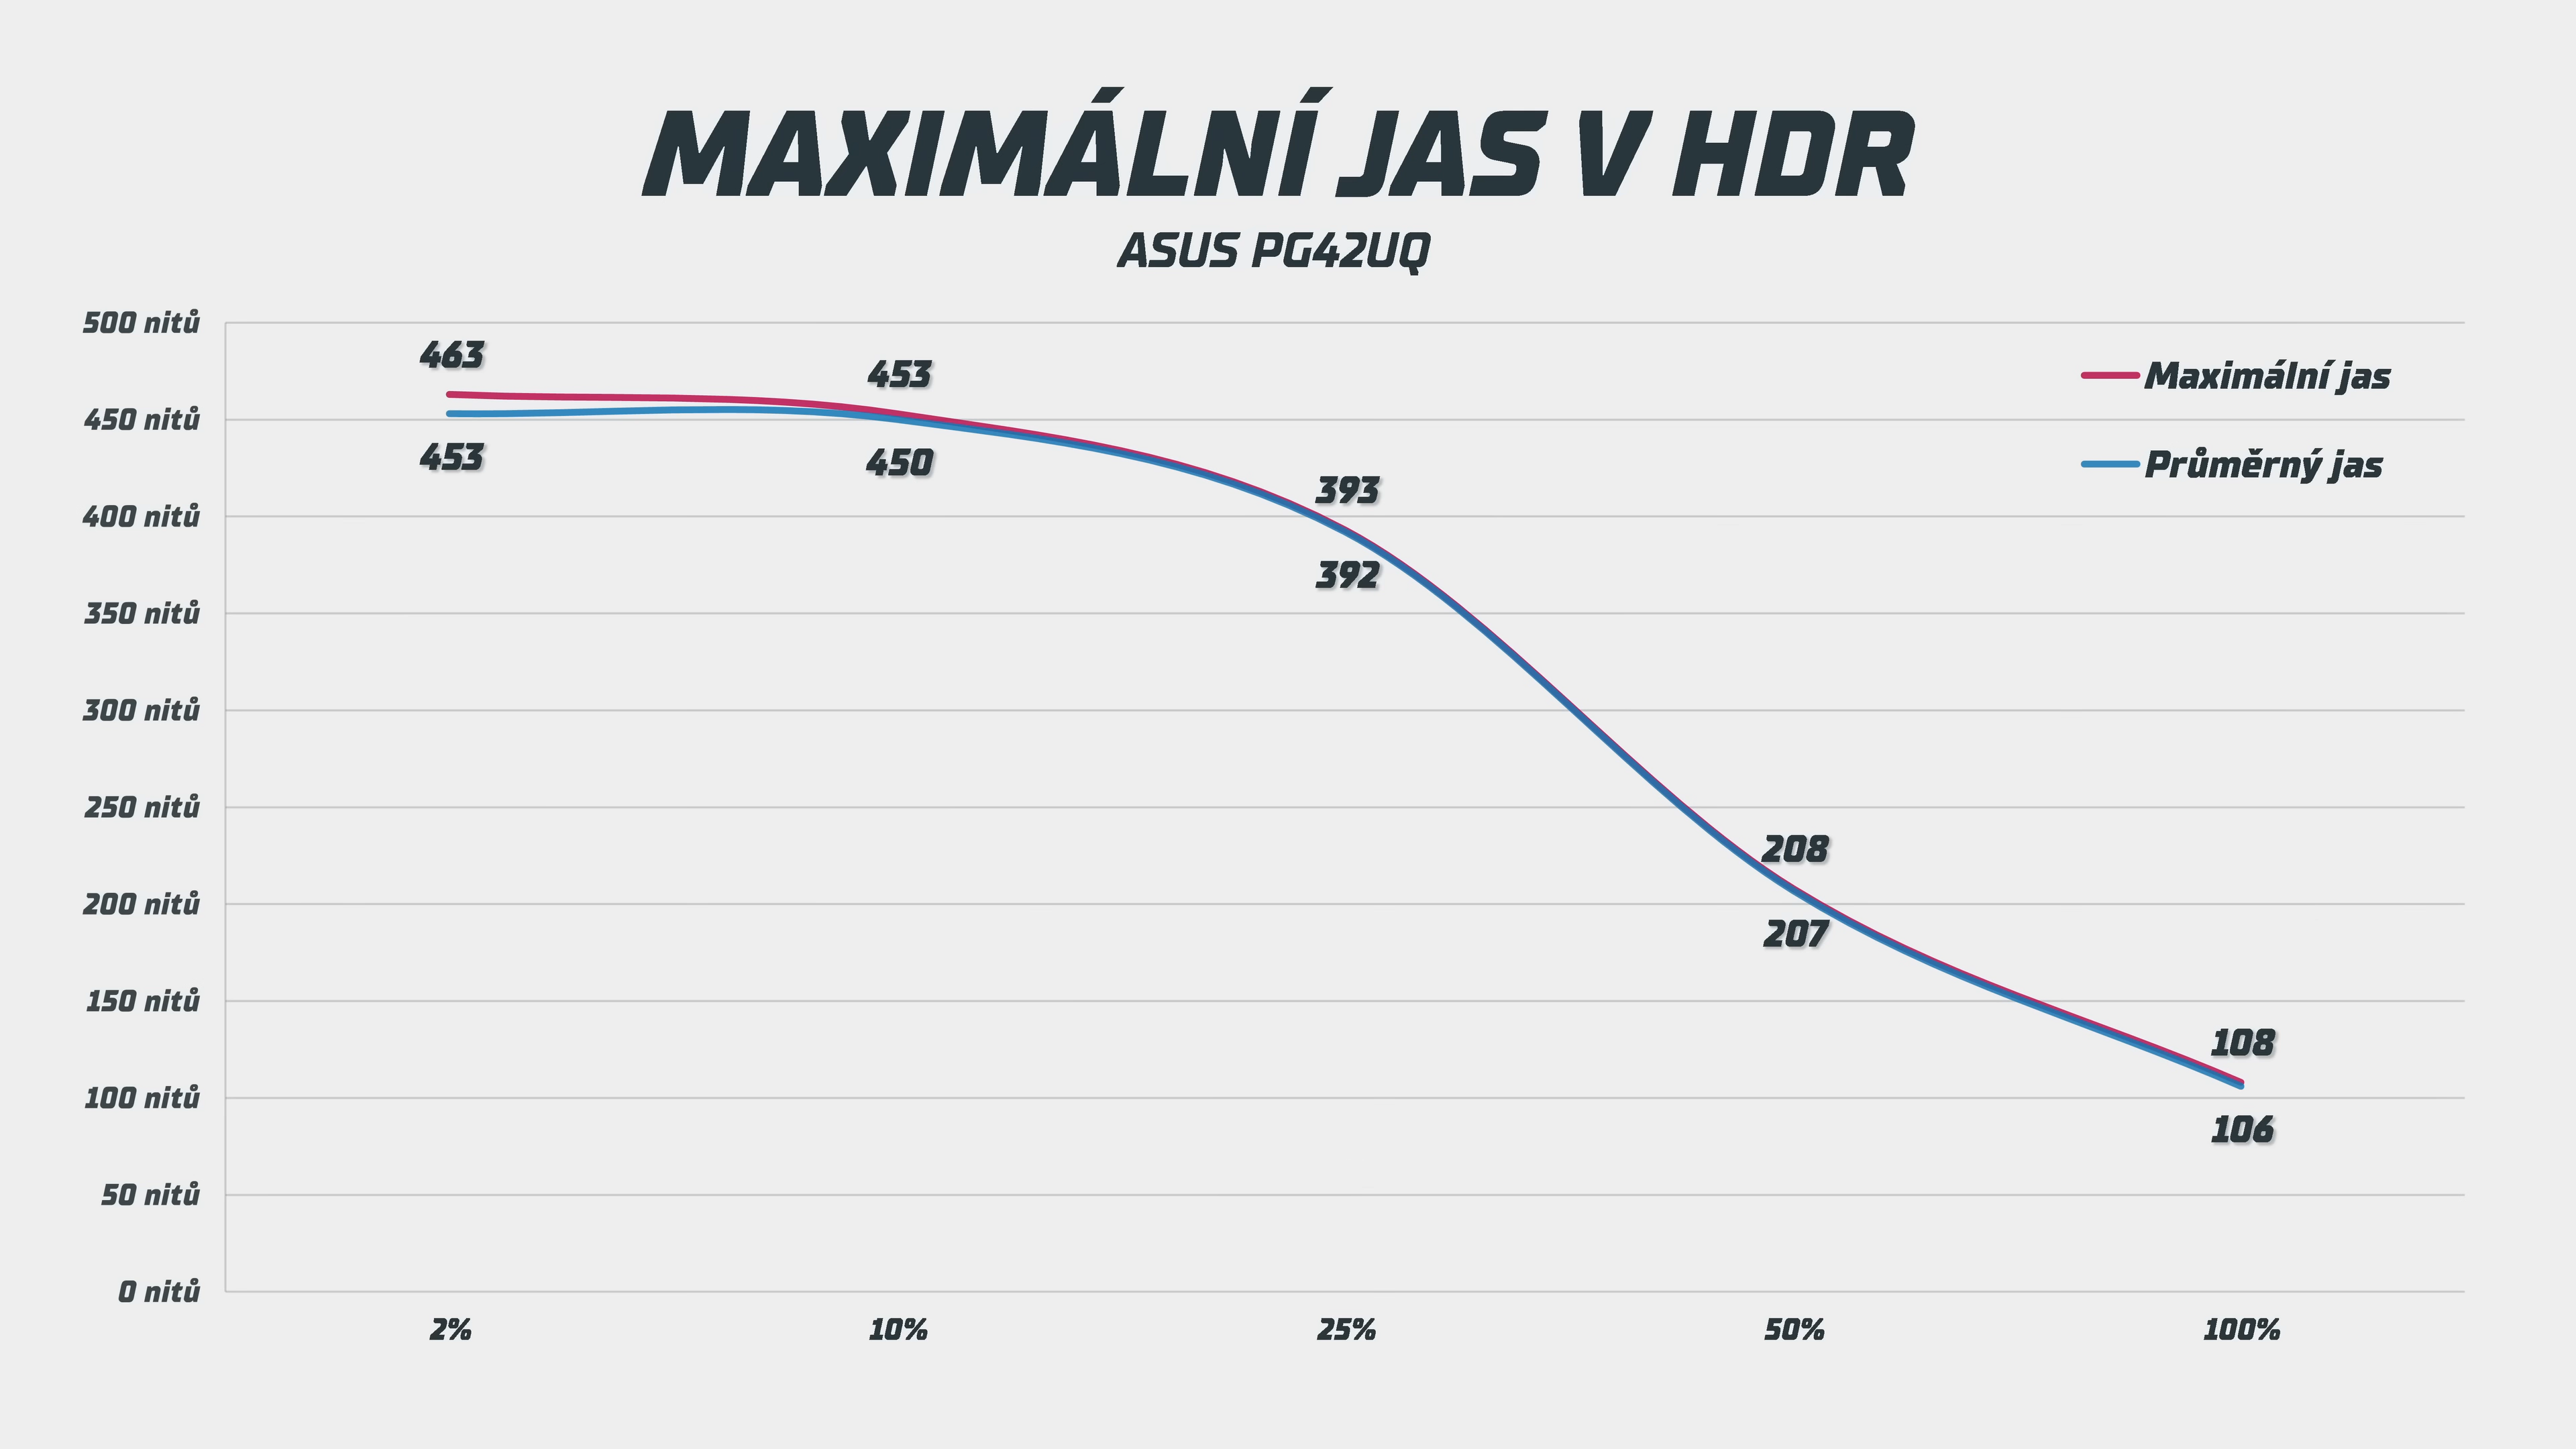 MAXIMÁLNÍ JAS V HDR
ASUS PG42UQ
500 nitů
450 nitů
400 nitů
350 nitů
300 nitů
250 nitů
200 nitů
150 nitů
100 nitů
50 nitů
0 nitů
463
453
453
450
393
392
208
207
108
106
Maximální jas
Průměrný jas
2%
10%
25%
50%
100%